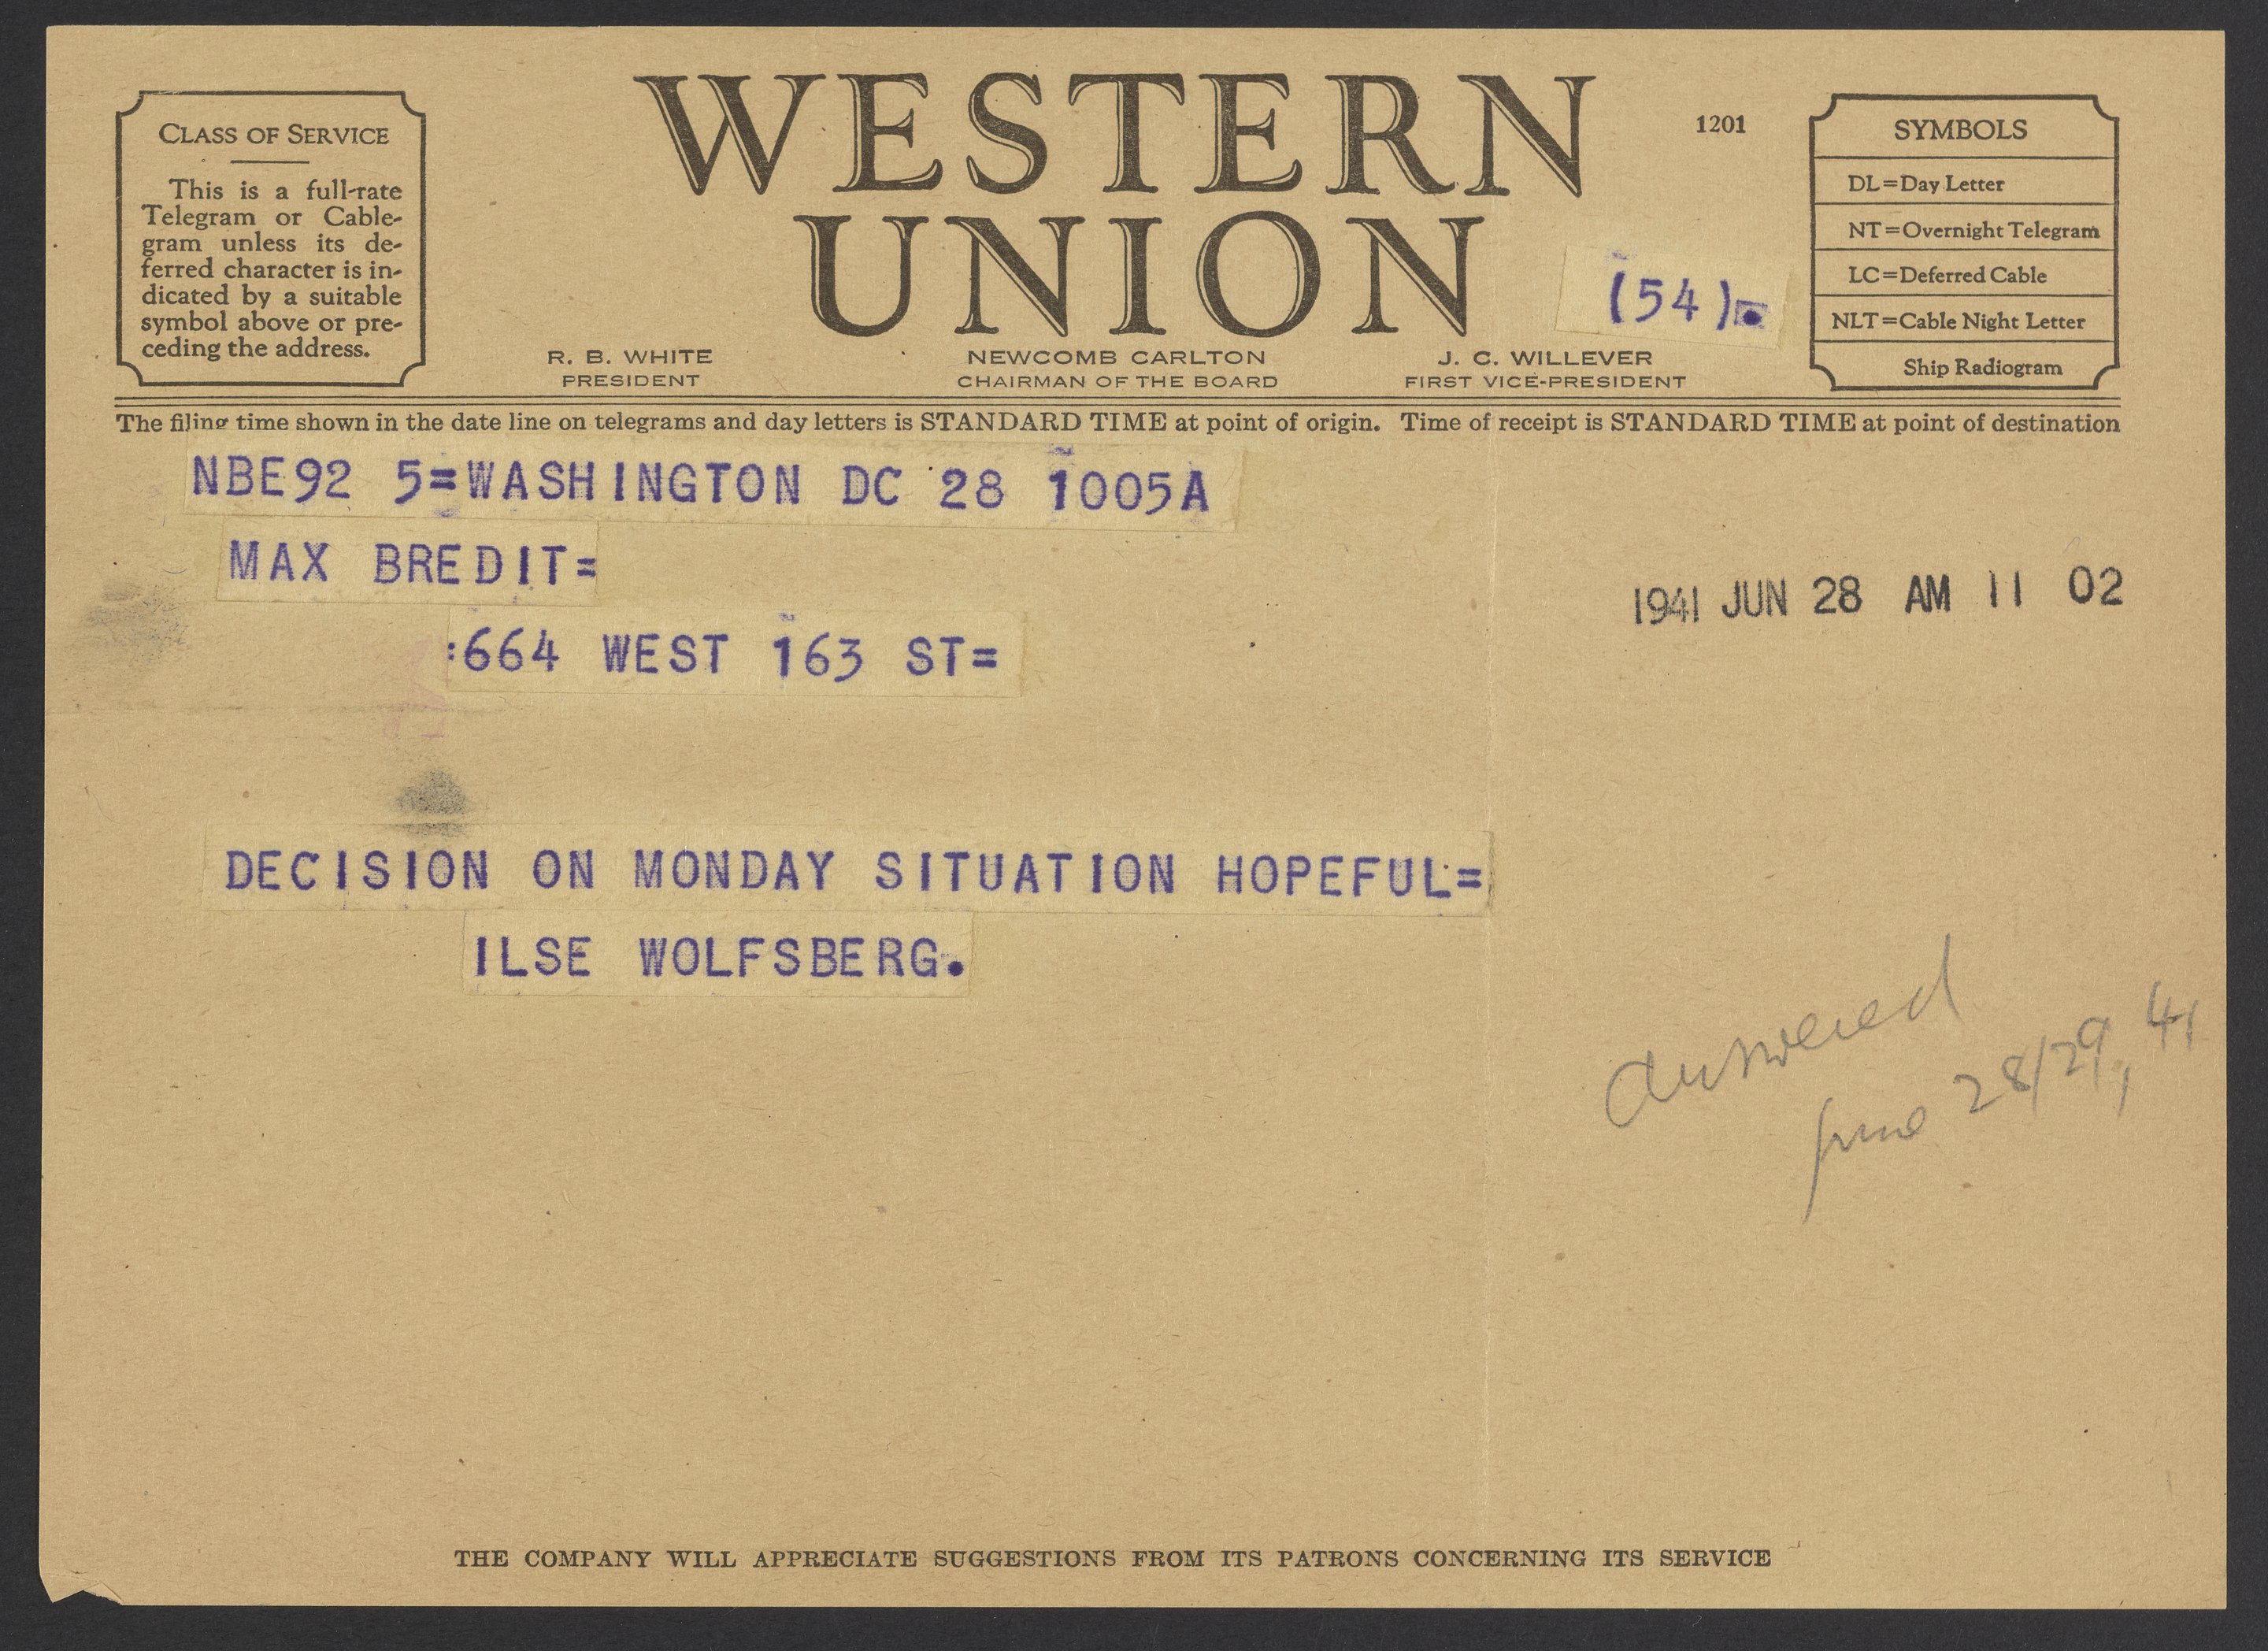 CLASS OF SERVICE
This is a full-rate
Telegram or Cable-
gram unless its de-
ferred character is in-
dicated by a suitable
symbol above or pre-
ceding the address.
WESTERN
UNION
1201
(54).
SYMBOLS
DL=Day Letter
NT=Overnight Telegram
LC=Deferred Cable
NLT=Cable Night Letter
Ship Radiogram
R. B. WHITE
PRESIDENT
NEWCOMB CARLTON
CHAIRMAN OF THE BOARD
J. C. WILLEVER
FIRST VICE-PRESIDENT
The filing time shown in the date line on telegrams and day letters is STANDARD TIME at point of origin. Time of receipt is STANDARD TIME at point of destination
NBE92 5=WASHINGTON DC 28 1005A
MAX BREDIT=
1941 JUN 28 AM 11 02
:664 WEST 163 ST=
DECISION ON MONDAY SITUATION HOPEFUL=
ILSE WOLFSBERG.
answered
June 28/29, 41
THE COMPANY WILL APPRECIATE SUGGESTIONS FROM ITS PATRONS CONCERNING ITS SERVICE